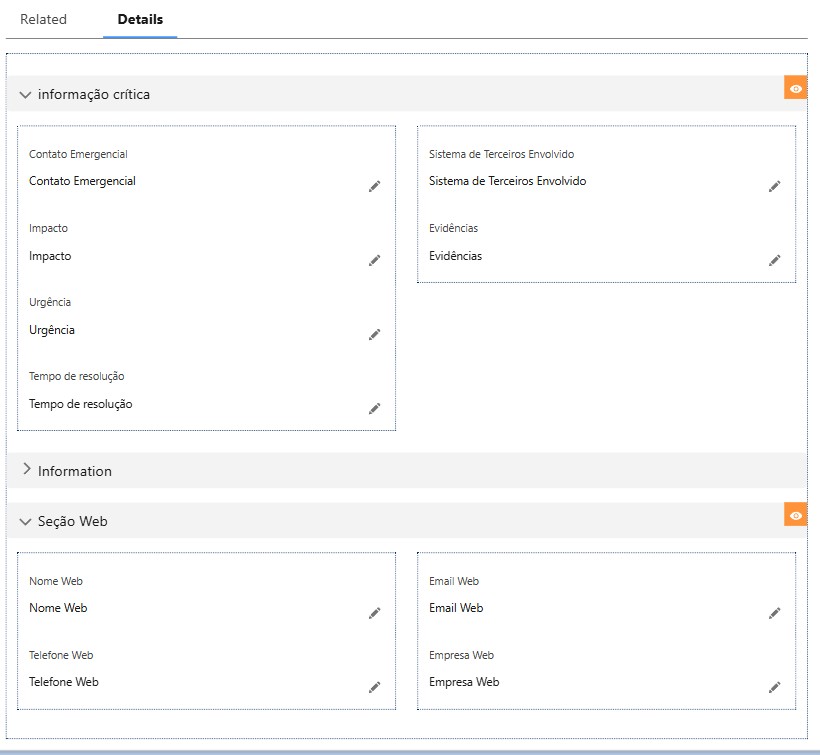 Related Details
informação crítica
Contato Emergencial
Contato Emergencial
Impacto
Impacto
Urgência
Urgência
Tempo de resolução
Tempo de resolução
Sistema de Terceiros Envolvido
Sistema de Terceiros Envolvido
Evidências
Evidências
Information
Seção Web
Nome Web
Nome Web
Telefone Web
Telefone Web
Email Web
Email Web
Empresa Web
Empresa Web